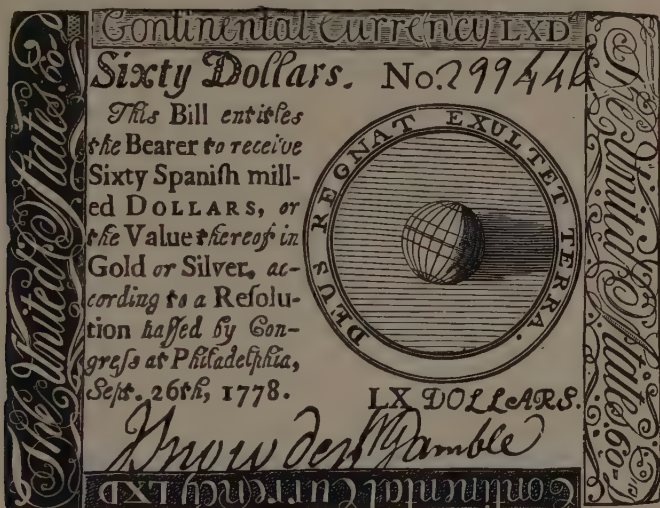 Continental Currency LXD
Sixty Dollars. No. 299446
This Bill entitles
the Bearer to receive
Sixty Spaniſh mill-
ed DOLLARS, or
the Value thereof in
Gold or Silver, ac-
cording to a Reſolu-
tion paſſed by Con-
greſs at Philadelphia,
Sept. 26th, 1778.
DEUS REGNAT EXULTET TERRA.
LX DOLLARS.
Snowden Gamble
The United States. 60
The United States. 60
Continental Currency LXD